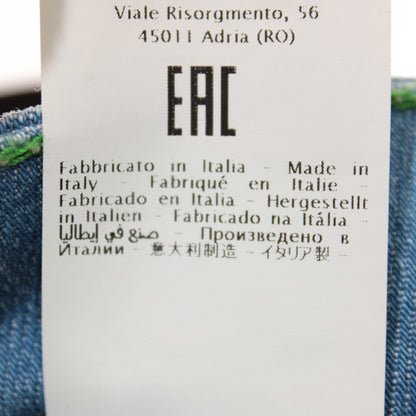 Viale Risorgmento, 56
45011 Adria (RO)
EAC
Fabbricato in Italia - Made in
Italy - Fabriqué en Italie -
Fabricado en Italia - Hergestellt
in Italien - Fabricado na Itália -
صنع في إيطاليا - Произведено в
Италии - 意大利制造 - イタリア製 -